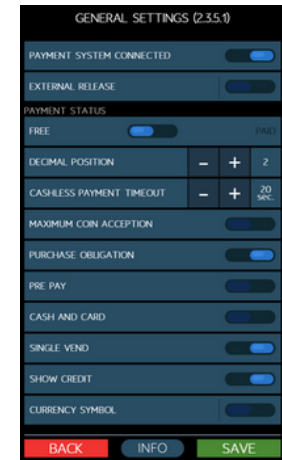 GENERAL SETTINGS (2.3.5.1)
PAYMENT SYSTEM CONNECTED
EXTERNAL RELEASE
PAYMENT STATUS
FREE PAID
DECIMAL POSITION - + 2
CASHLESS PAYMENT TIMEOUT - + 20 sec.
MAXIMUM COIN ACCEPTION
PURCHASE OBLIGATION
PRE PAY
CASH AND CARD
SINGLE VEND
SHOW CREDIT
CURRENCY SYMBOL
BACK INFO SAVE